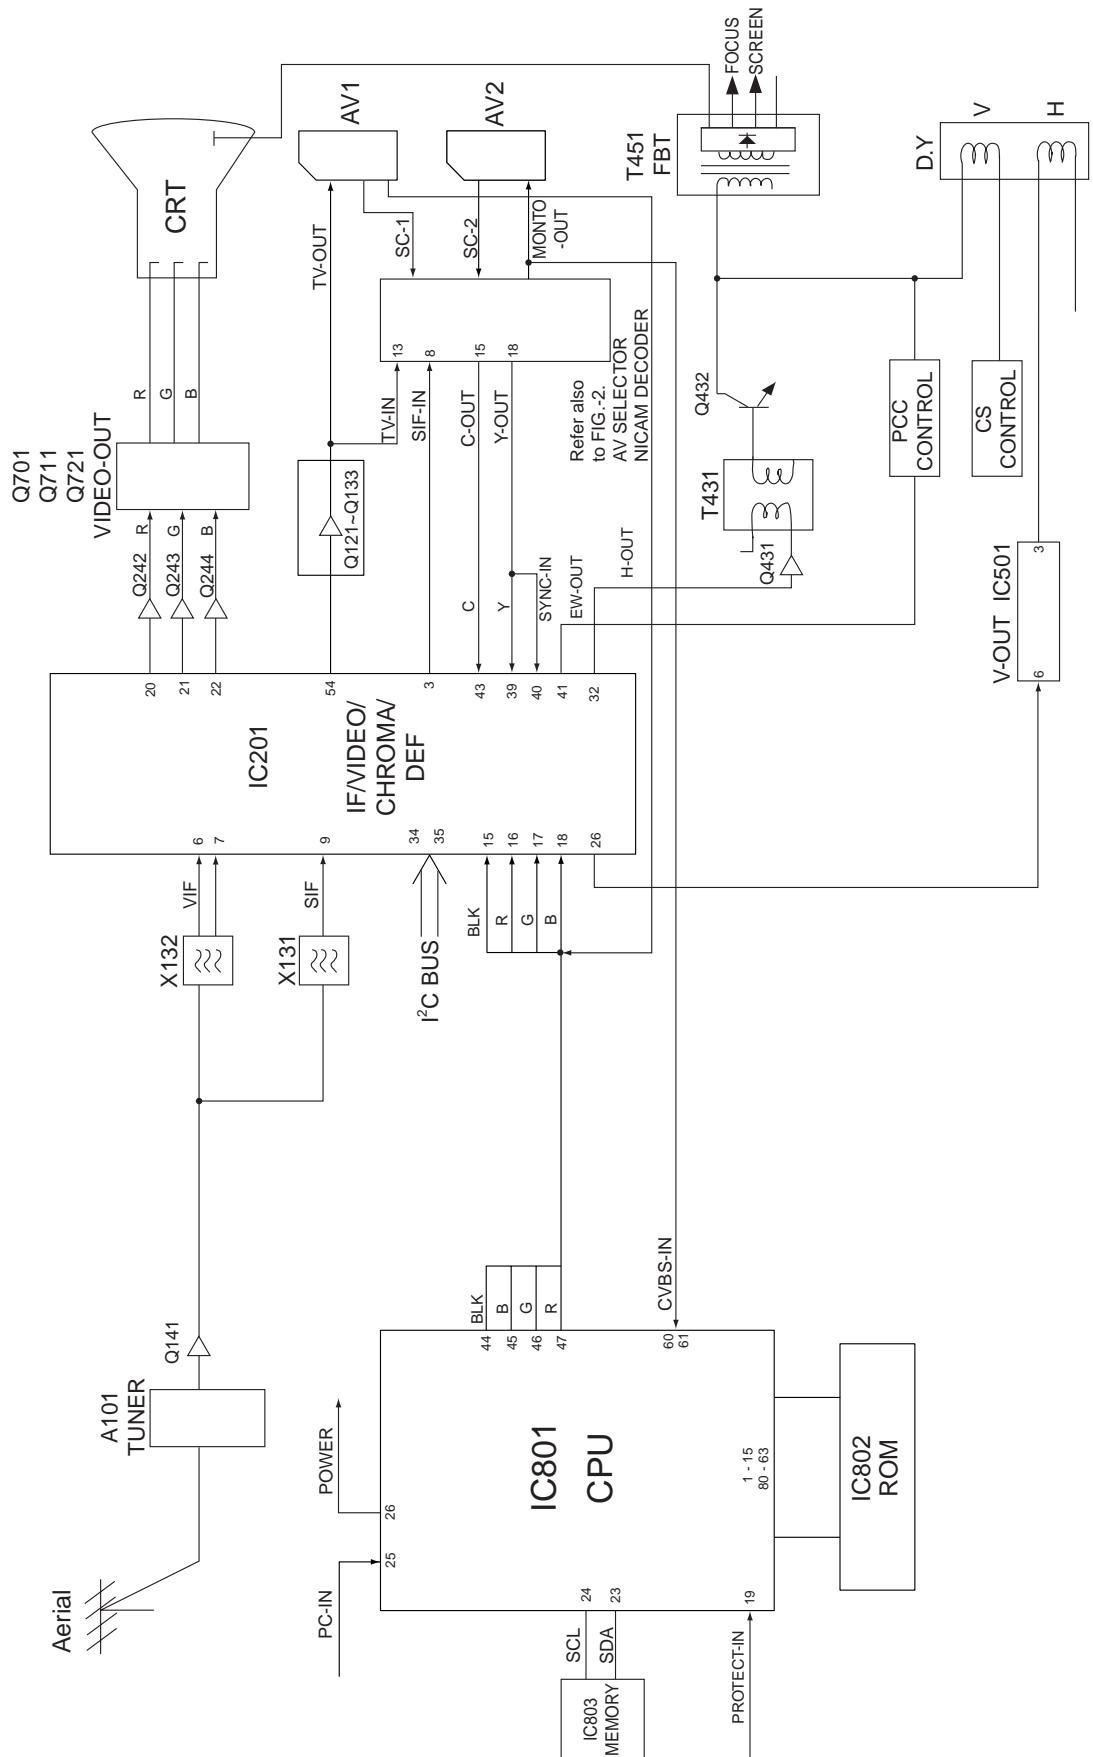 Aerial
A101
TUNER
Q141
X132
X131
VIF
SIF
6
7
9
34
35
15
16
17
18
26
I²C BUS
BLK
R
G
B
IC201
IF/VIDEO/
CHROMA/
DEF
20
21
22
54
3
43
39
40
41
32
Q242
R
Q243
G
Q244
B
Q701
Q711
Q721
VIDEO-OUT
R
G
B
CRT
Q121~Q133
TV-OUT
TV-IN
SIF-IN
C-OUT
Y-OUT
C
Y
SYNC-IN
EW-OUT
H-OUT
13
8
15
18
SC-1
SC-2
MONTO
-OUT
AV1
AV2
Refer also
to FIG.-2.
AV SELECTOR
NICAM DECODER
T451
FBT
FOCUS
SCREEN
Q431
T431
Q432
PCC
CONTROL
CS
CONTROL
D.Y
V
H
V-OUT IC501
6
3
PC-IN
POWER
25
26
BLK
B
G
R
44
45
46
47
CVBS-IN
60
61
IC801
CPU
1 - 15
80 - 63
24
23
19
SCL
SDA
IC803
MEMORY
PROTECT-IN
IC802
ROM